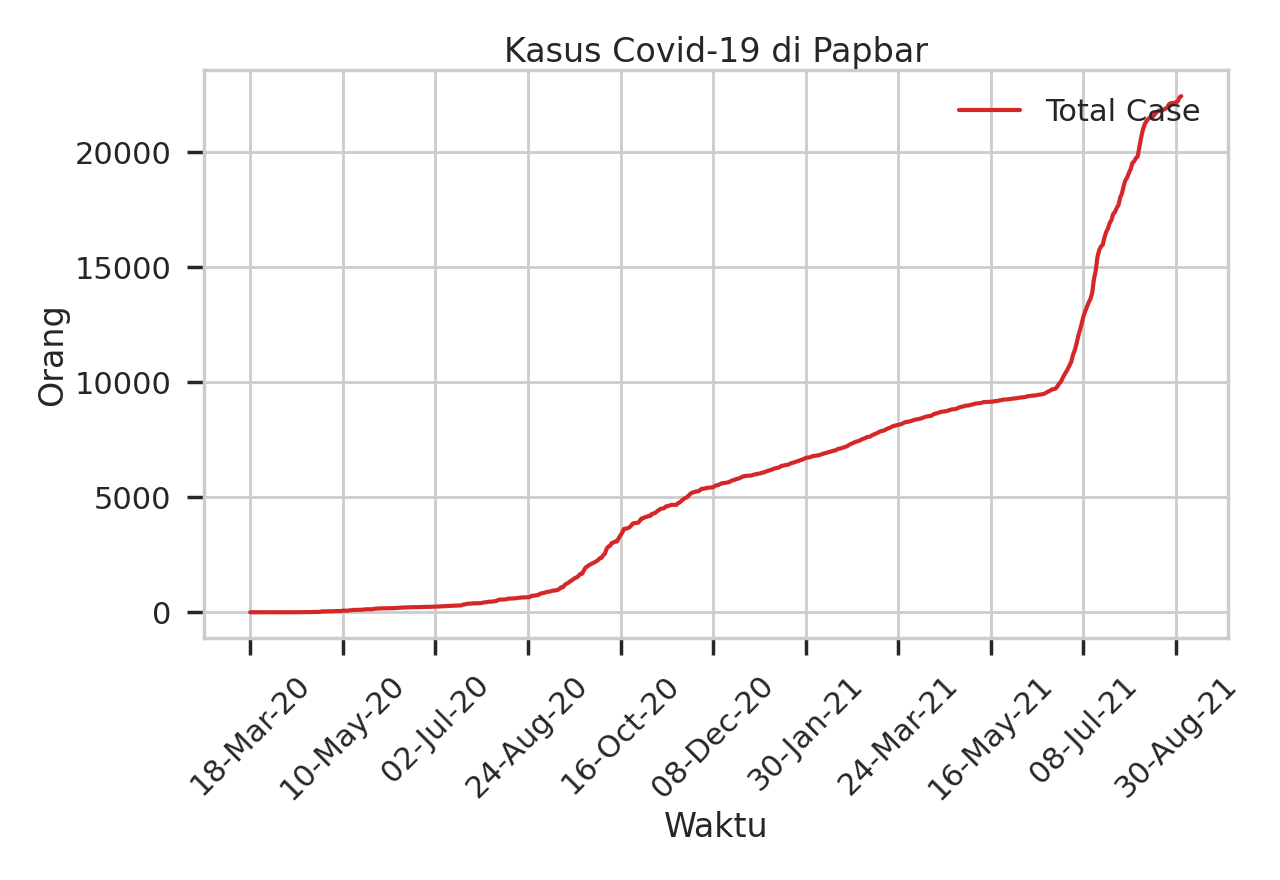 Kasus Covid-19 di Papbar
Total Case
Orang
20000
15000
10000
5000
0
18-Mar-20
10-May-20
02-Jul-20
24-Aug-20
16-Oct-20
08-Dec-20
30-Jan-21
24-Mar-21
16-May-21
08-Jul-21
30-Aug-21
Waktu